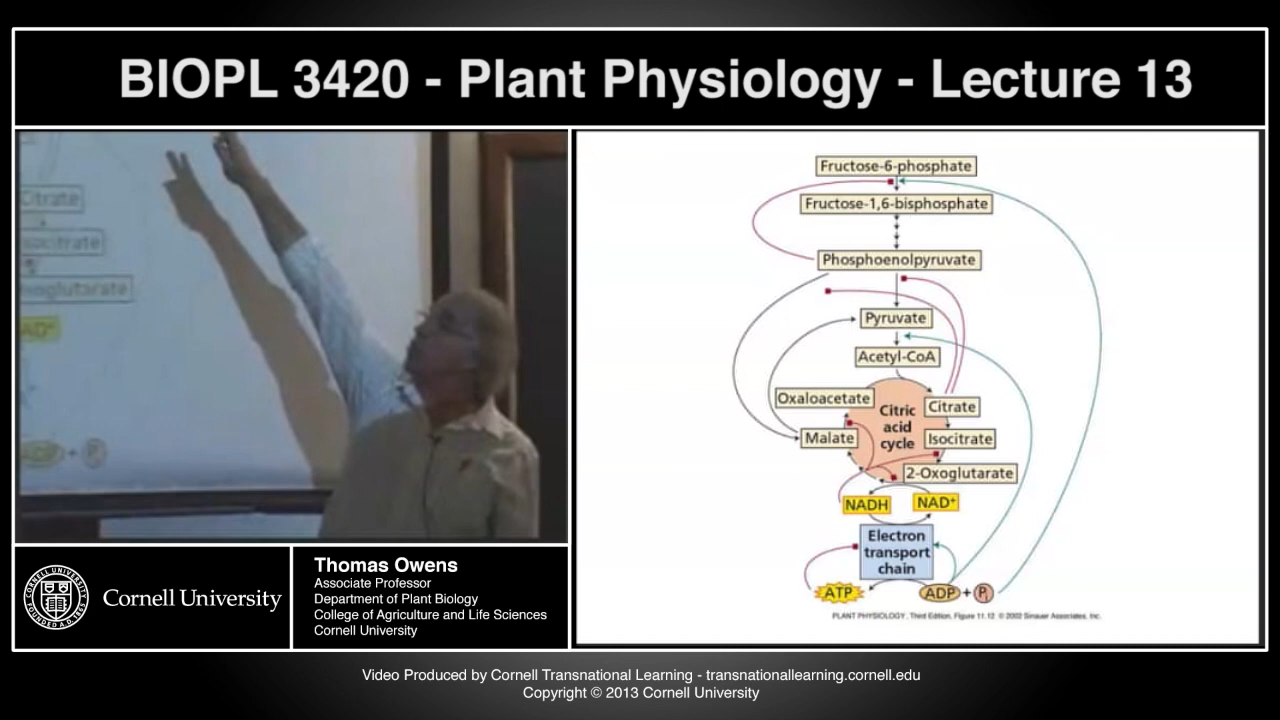 BIOPL 3420 - Plant Physiology - Lecture 13
Citrate
Isocitrate
AD⁺
ADP + Pᵢ
Fructose-6-phosphate
Fructose-1,6-bisphosphate
Phosphoenolpyruvate
Pyruvate
Acetyl-CoA
Oxaloacetate
Citrate
Citric
acid
cycle
Malate
Isocitrate
2-Oxoglutarate
NADH
NAD⁺
Electron
transport
chain
ATP
ADP + Pᵢ
PLANT PHYSIOLOGY, Third Edition, Figure 11.12 © 2002 Sinauer Associates, Inc.
Cornell University
Thomas Owens
Associate Professor
Department of Plant Biology
College of Agriculture and Life Sciences
Cornell University
Video Produced by Cornell Transnational Learning - transnationallearning.cornell.edu
Copyright © 2013 Cornell University